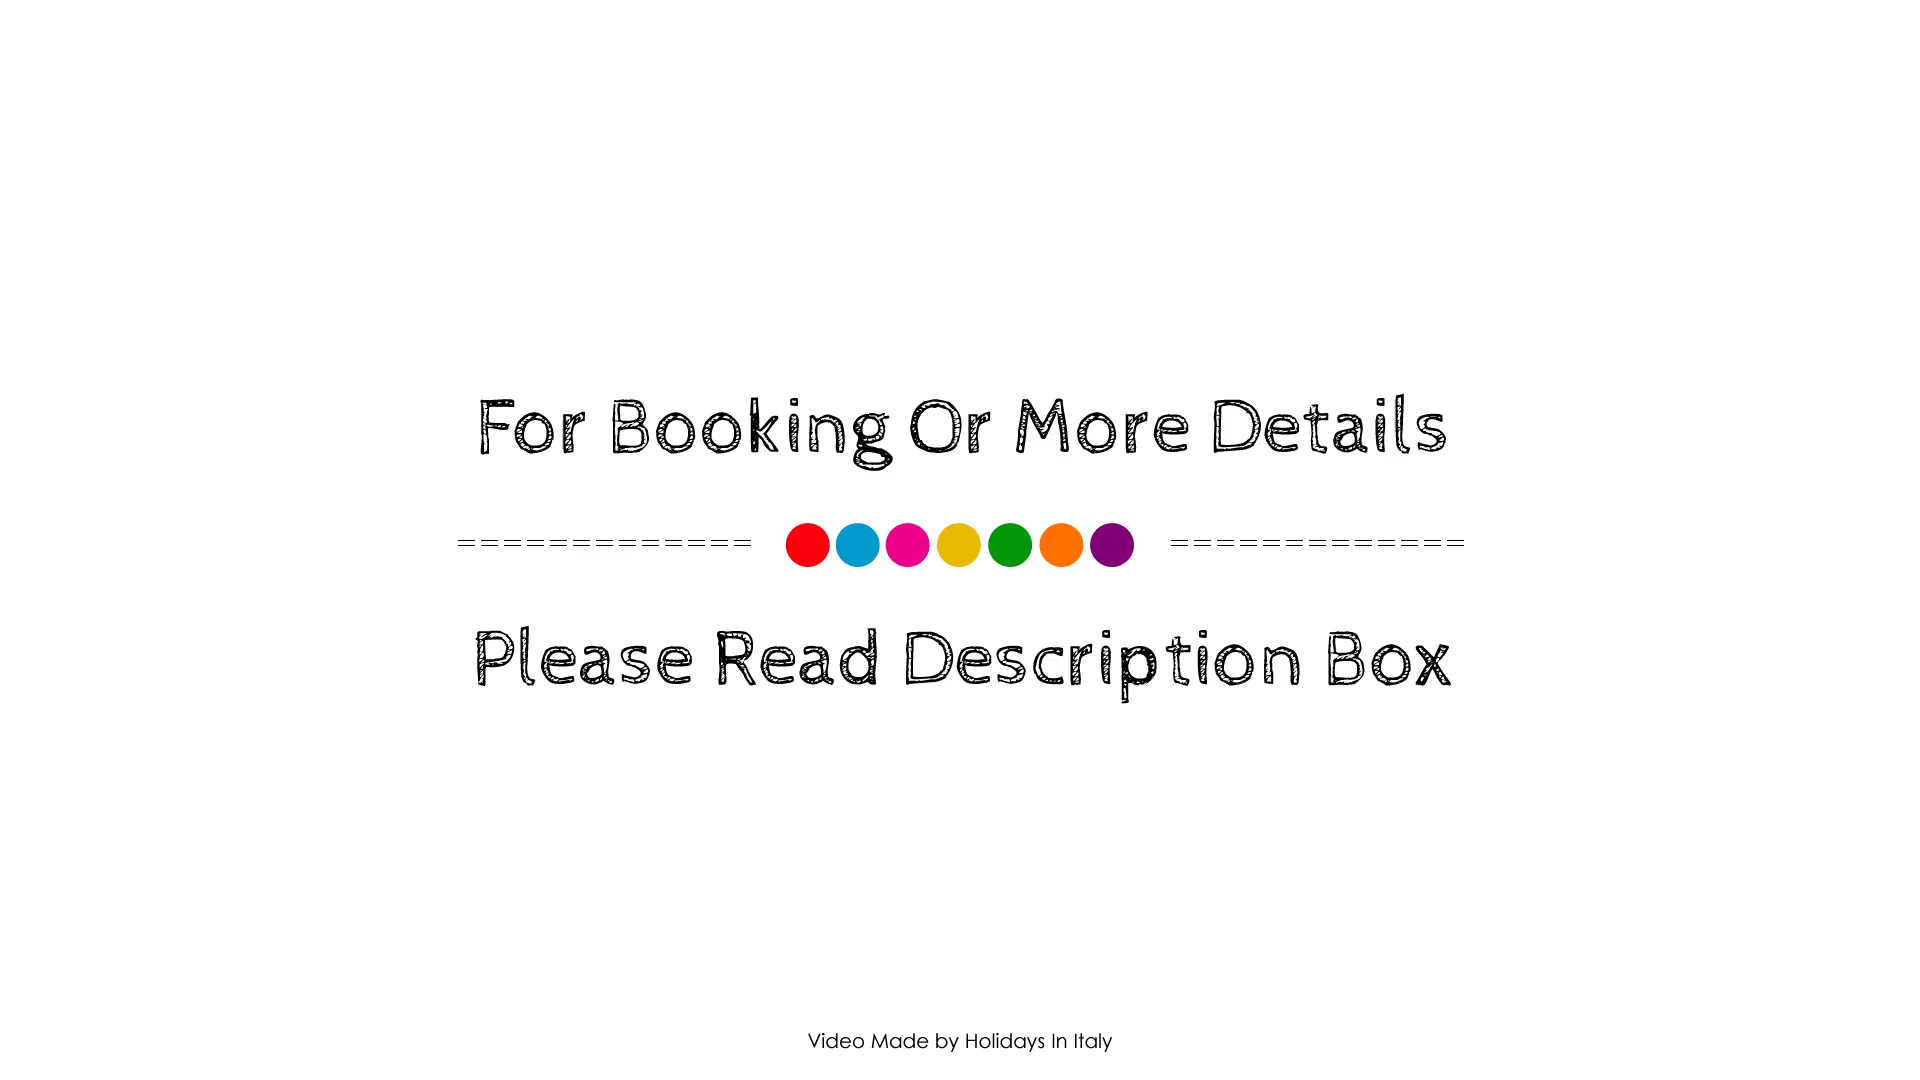 For Booking Or More Details
============= =============
Please Read Description Box
Video Made by Holidays In Italy